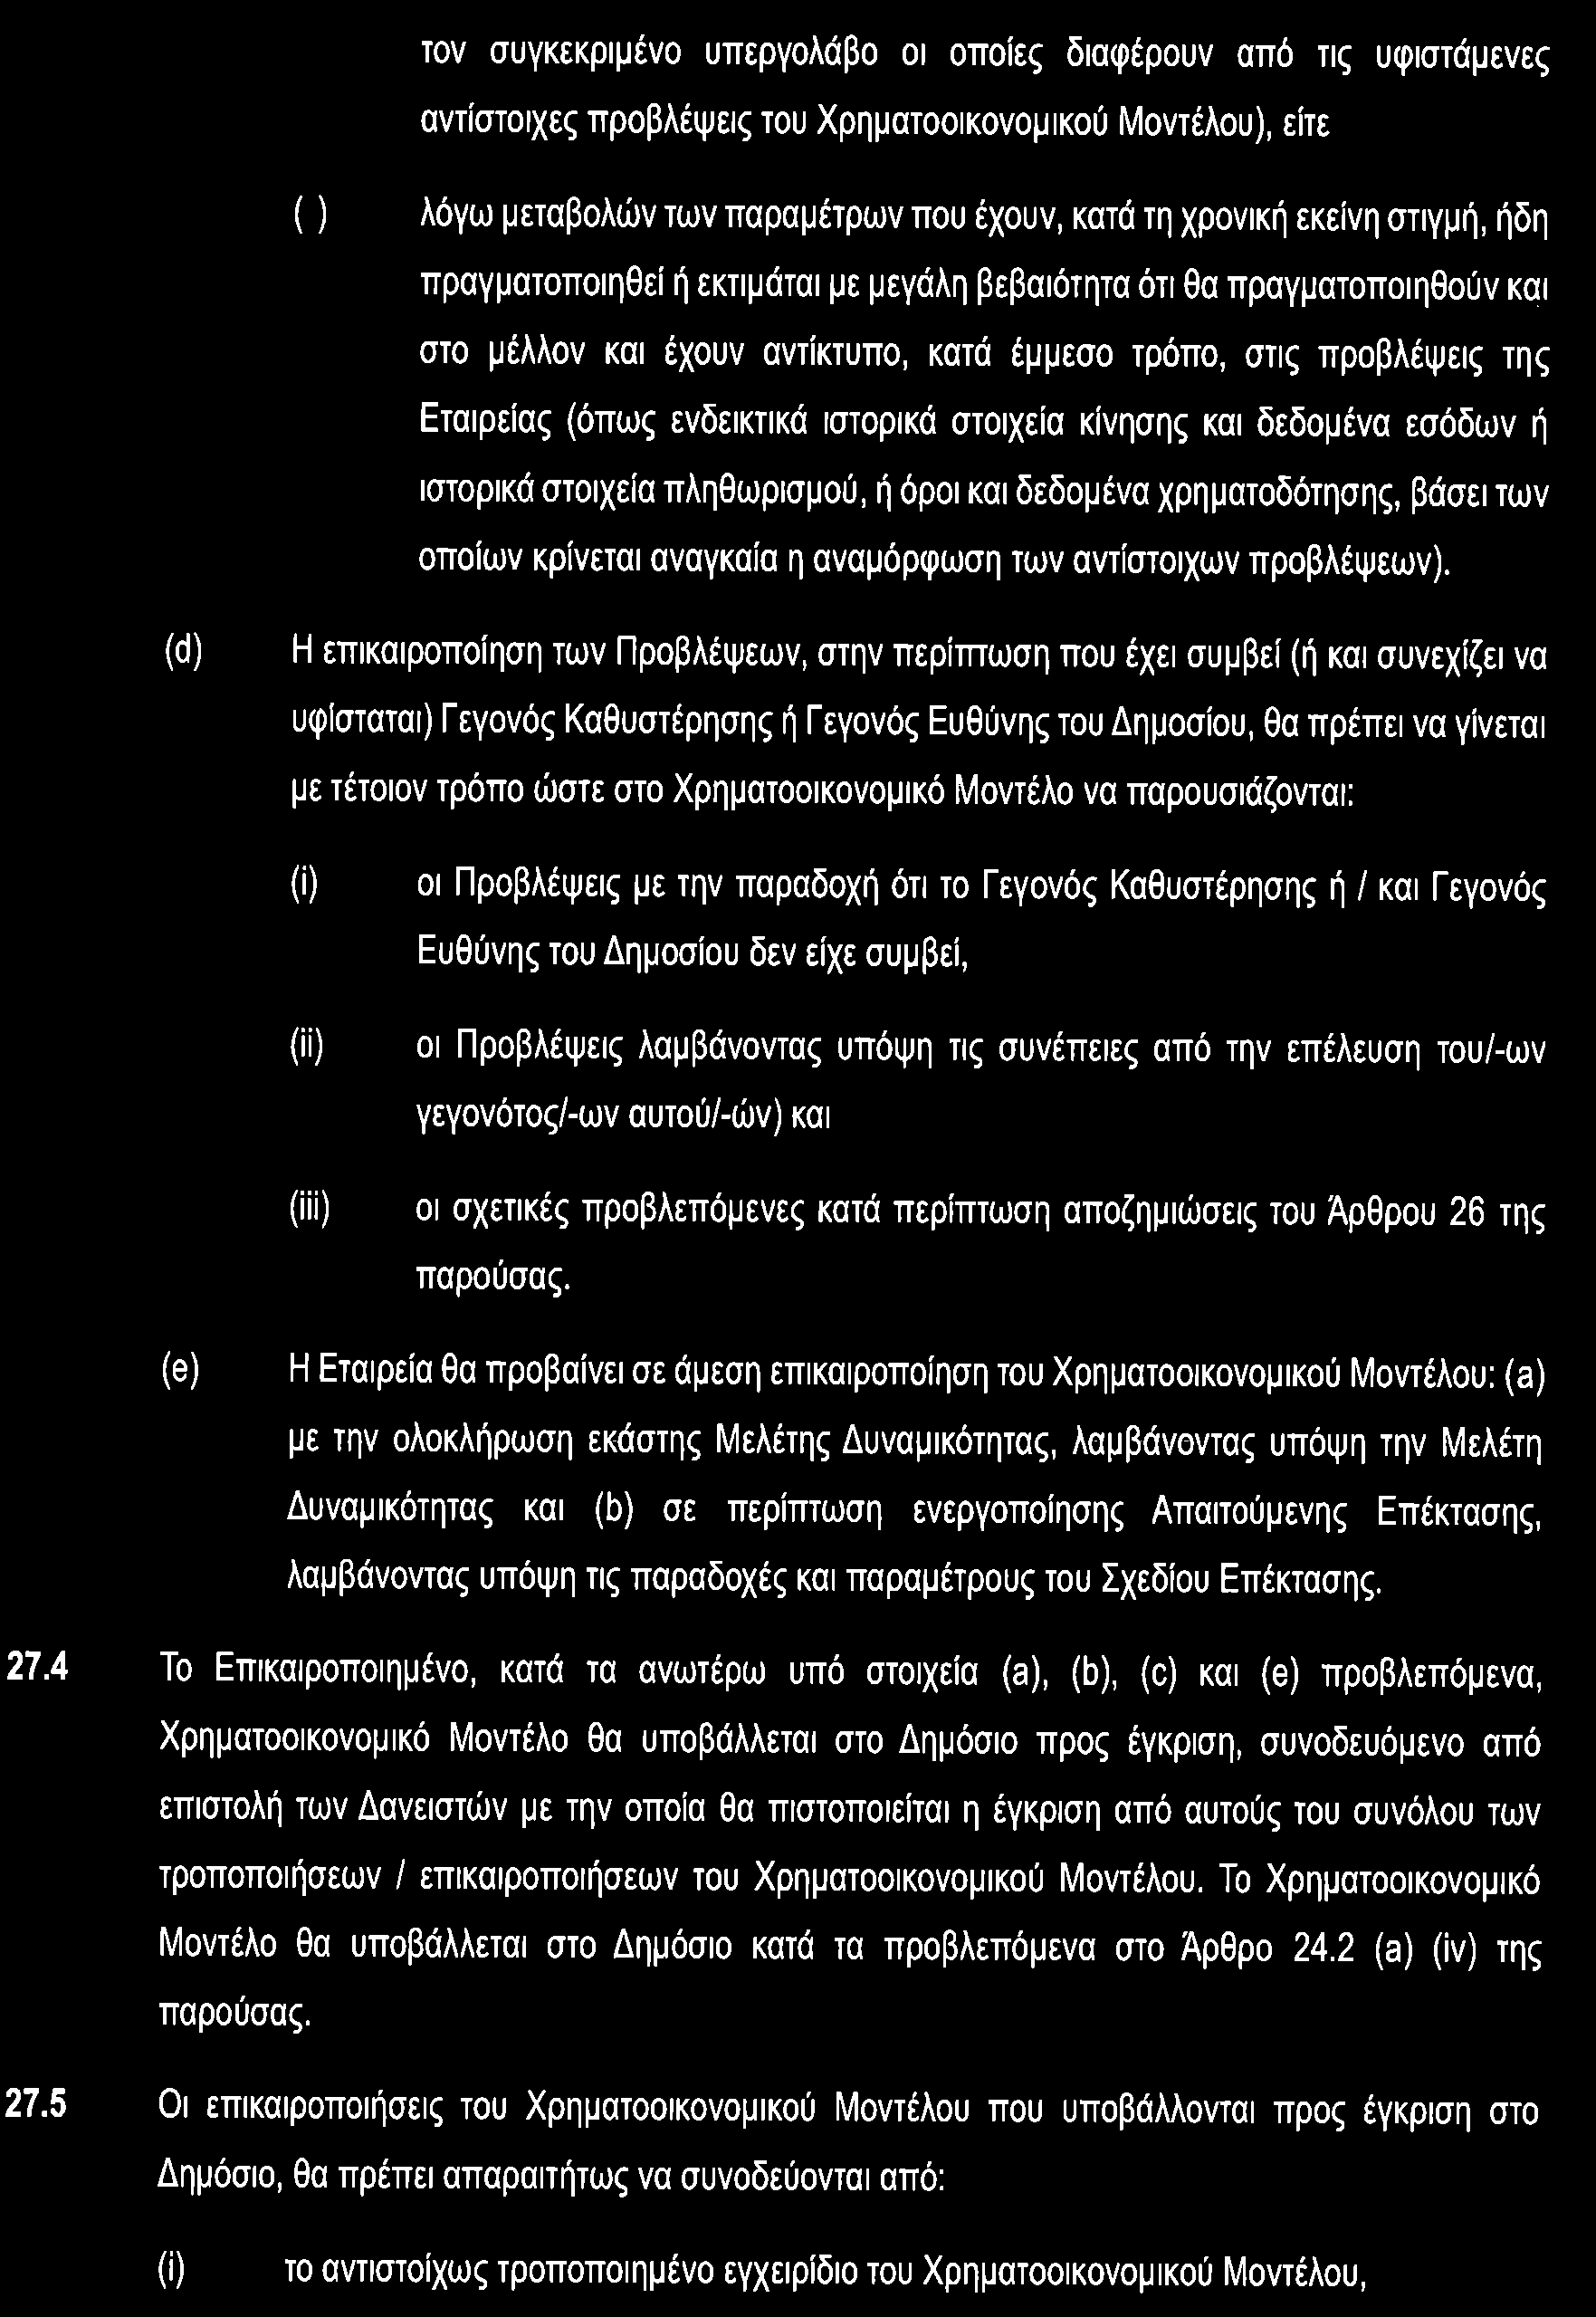 τον συγκεκριμένο υπεργολάβο οι οποίες διαφέρουν από τις υφιστάμενες
αντίστοιχες προβλέψεις του Χρηματοοικονομικού Μοντέλου), είτε
( ) λόγω μεταβολών των παραμέτρων που έχουν, κατά τη χρονική εκείνη στιγμή, ήδη
πραγματοποιηθεί ή εκτιμάται με μεγάλη βεβαιότητα ότι θα πραγματοποιηθούν και
στο μέλλον και έχουν αντίκτυπο, κατά έμμεσο τρόπο, στις προβλέψεις της
Εταιρείας (όπως ενδεικτικά ιστορικά στοιχεία κίνησης και δεδομένα εσόδων ή
ιστορικά στοιχεία πληθωρισμού, ή όροι και δεδομένα χρηματοδότησης, βάσει των
οποίων κρίνεται αναγκαία η αναμόρφωση των αντίστοιχων προβλέψεων).
(d) Η επικαιροποίηση των Προβλέψεων, στην περίπτωση που έχει συμβεί (ή και συνεχίζει να
υφίσταται) Γεγονός Καθυστέρησης ή Γεγονός Ευθύνης του Δημοσίου, θα πρέπει να γίνεται
με τέτοιον τρόπο ώστε στο Χρηματοοικονομικό Μοντέλο να παρουσιάζονται:
(i) οι Προβλέψεις με την παραδοχή ότι το Γεγονός Καθυστέρησης ή / και Γεγονός
Ευθύνης του Δημοσίου δεν είχε συμβεί,
(ii) οι Προβλέψεις λαμβάνοντας υπόψη τις συνέπειες από την επέλευση του/-ων
γεγονότος/-ων αυτού/-ών) και
(iii) οι σχετικές προβλεπόμενες κατά περίπτωση αποζημιώσεις του Άρθρου 26 της
παρούσας.
(e) Η Εταιρεία θα προβαίνει σε άμεση επικαιροποίηση του Χρηματοοικονομικού Μοντέλου: (a)
με την ολοκλήρωση εκάστης Μελέτης Δυναμικότητας, λαμβάνοντας υπόψη την Μελέτη
Δυναμικότητας και (b) σε περίπτωση ενεργοποίησης Απαιτούμενης Επέκτασης,
λαμβάνοντας υπόψη τις παραδοχές και παραμέτρους του Σχεδίου Επέκτασης.
27.4 Το Επικαιροποιημένο, κατά τα ανωτέρω υπό στοιχεία (a), (b), (c) και (e) προβλεπόμενα,
Χρηματοοικονομικό Μοντέλο θα υποβάλλεται στο Δημόσιο προς έγκριση, συνοδευόμενο από
επιστολή των Δανειστών με την οποία θα πιστοποιείται η έγκριση από αυτούς του συνόλου των
τροποποιήσεων / επικαιροποιήσεων του Χρηματοοικονομικού Μοντέλου. Το Χρηματοοικονομικό
Μοντέλο θα υποβάλλεται στο Δημόσιο κατά τα προβλεπόμενα στο Άρθρο 24.2 (a) (iv) της
παρούσας.
27.5 Οι επικαιροποιήσεις του Χρηματοοικονομικού Μοντέλου που υποβάλλονται προς έγκριση στο
Δημόσιο, θα πρέπει απαραιτήτως να συνοδεύονται από:
(i) το αντιστοίχως τροποποιημένο εγχειρίδιο του Χρηματοοικονομικού Μοντέλου,